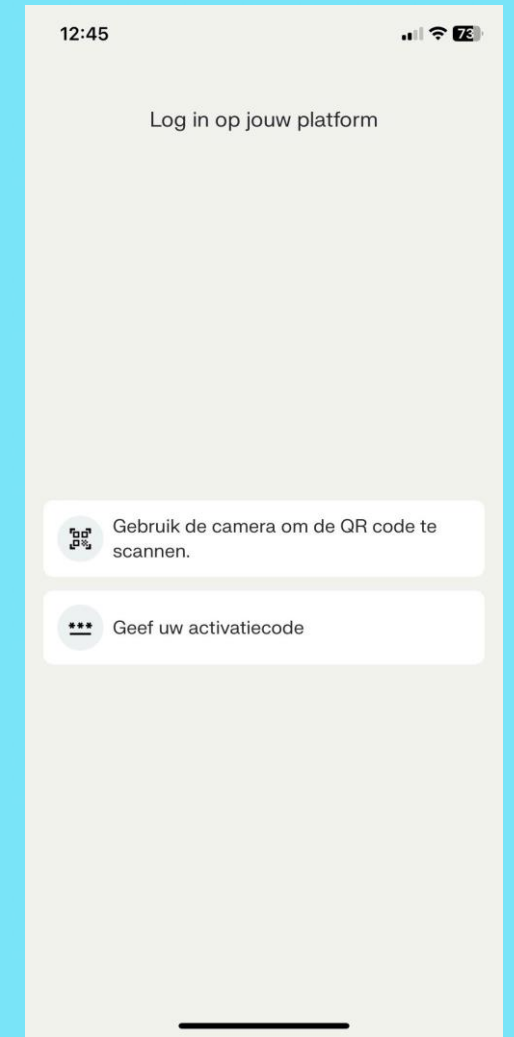 12:45
73
Log in op jouw platform
Gebruik de camera om de QR code te
scannen.
***
Geef uw activatiecode